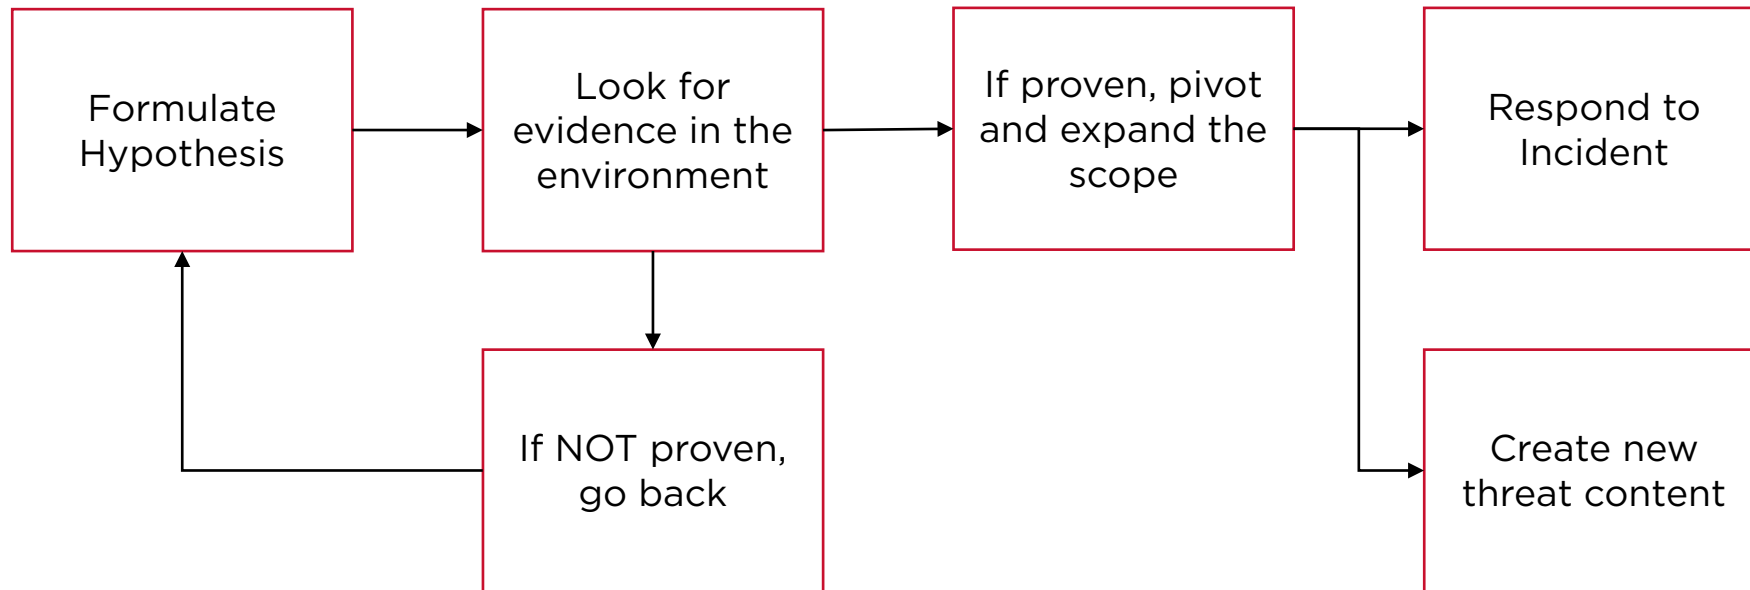 Formulate
Hypothesis
Look for
evidence in the
environment
If proven, pivot
and expand the
scope
Respond to
Incident
If NOT proven,
go back
Create new
threat content